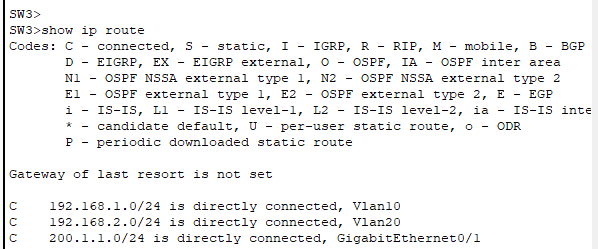 SW3>
SW3>show ip route
Codes: C - connected, S - static, I - IGRP, R - RIP, M - mobile, B - BGP
D - EIGRP, EX - EIGRP external, O - OSPF, IA - OSPF inter area
N1 - OSPF NSSA external type 1, N2 - OSPF NSSA external type 2
E1 - OSPF external type 1, E2 - OSPF external type 2, E - EGP
i - IS-IS, L1 - IS-IS level-1, L2 - IS-IS level-2, ia - IS-IS inte
* - candidate default, U - per-user static route, o - ODR
P - periodic downloaded static route
Gateway of last resort is not set
C 192.168.1.0/24 is directly connected, Vlan10
C 192.168.2.0/24 is directly connected, Vlan20
C 200.1.1.0/24 is directly connected, GigabitEthernet0/1